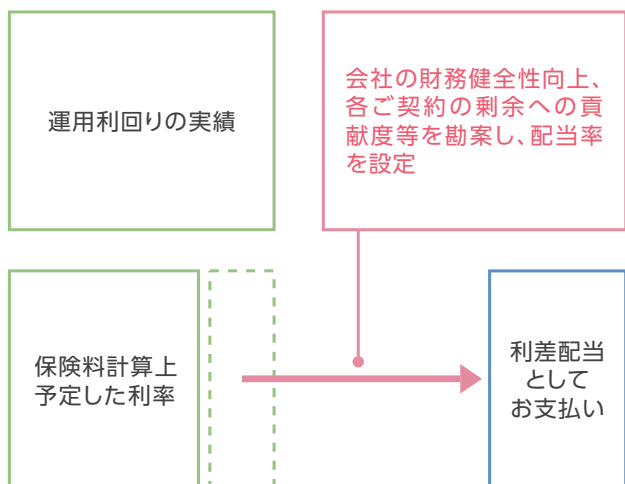 運用利回りの実績
会社の財務健全性向上、
各ご契約の剰余への貢
献度等を勘案し、配当率
を設定
保険料計算上
予定した利率
利差配当
として
お支払い